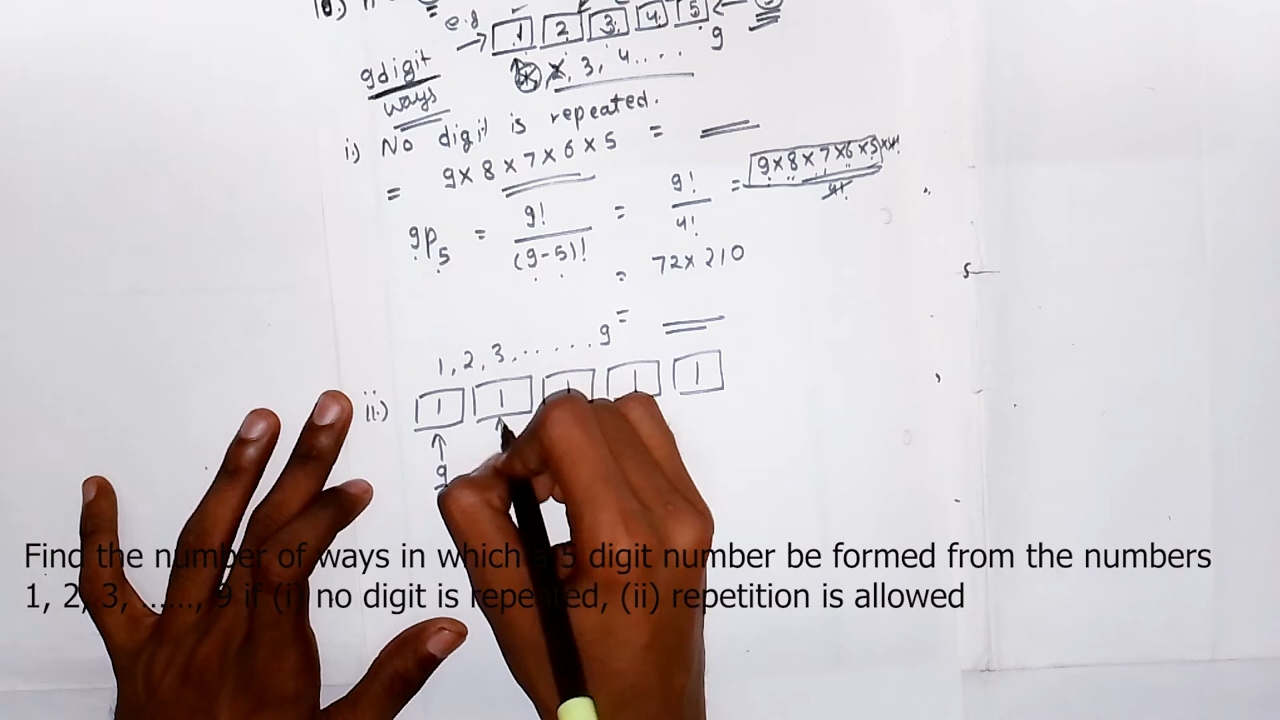 e.g
1 2 3 4 5
9digit
ways
3, 4.... 9
i) No digit is repeated.
= 9 × 8 × 7 × 6 × 5 =
9P5 = 9! / (9-5)! = 9! / 4! = 9 × 8 × 7 × 6 × 5 × 4! / 4!
= 72 × 210
=
1, 2, 3, ...... 9
ii.) 1 1 1 1 1
9
Find the number of ways in which a 5 digit number be formed from the numbers
1, 2, 3, ......, 9 if (i) no digit is repeated, (ii) repetition is allowed